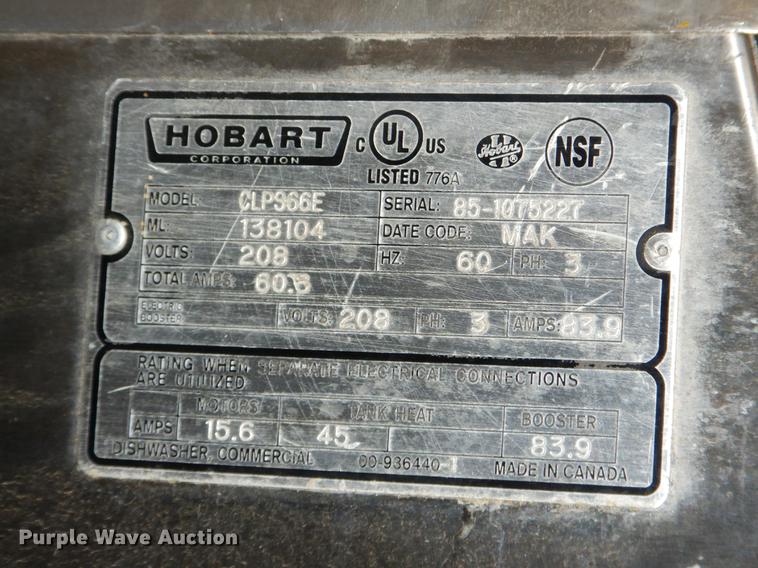 HOBART
CORPORATION
C UL US
LISTED 776A
Hobart ®
NSF
MODEL: CLPS66E SERIAL: 85-1075227
ML: 138104 DATE CODE: MAK
VOLTS: 208 HZ: 60 PH: 3
TOTAL AMPS: 60.6
ELECTRIC BOOSTER VOLTS: 208 PH: 3 AMPS: 83.9
RATING WHEN SEPARATE ELECTRICAL CONNECTIONS
ARE UTILIZED
MOTORS TANK HEAT BOOSTER
AMPS 15.6 45 83.9
DISHWASHER, COMMERCIAL 00-936440-1 MADE IN CANADA
Purple Wave Auction